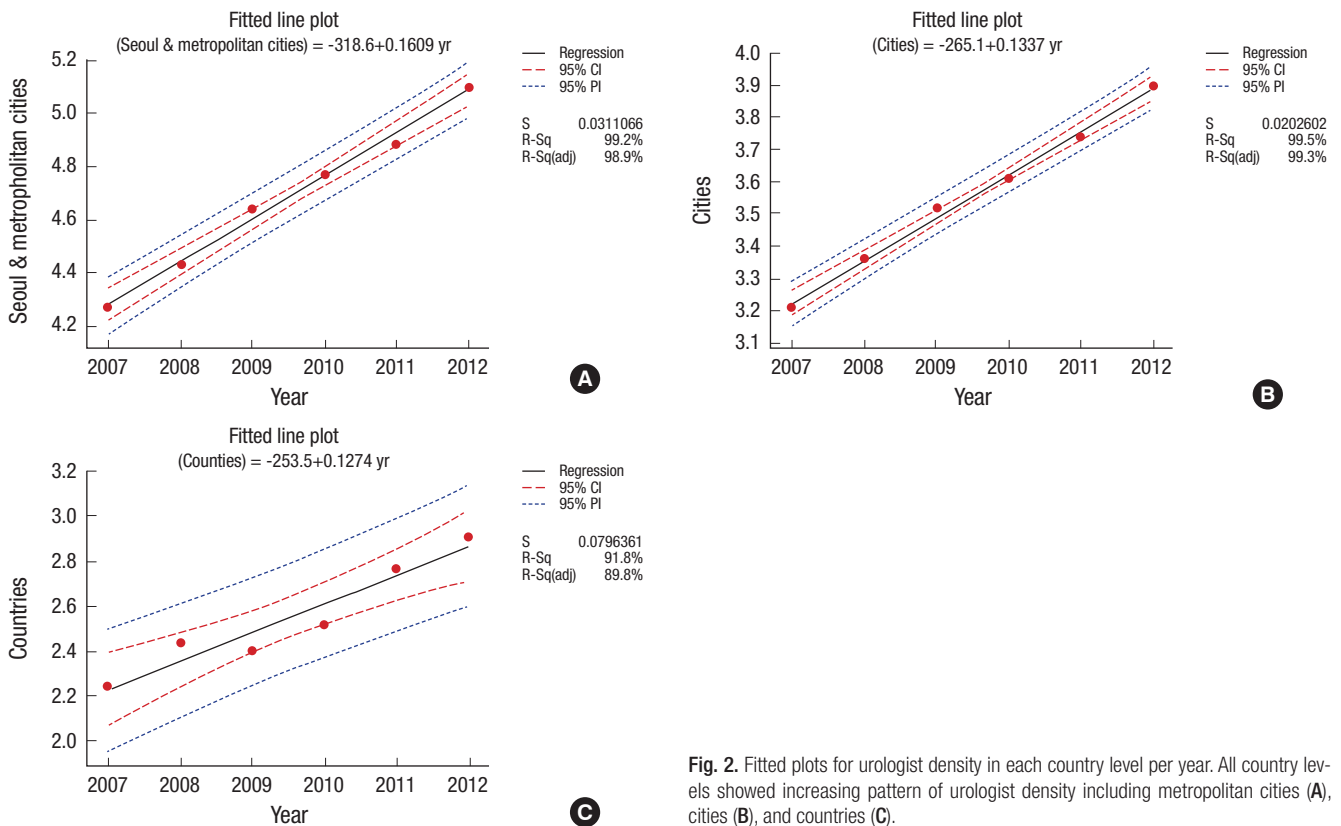 Fitted line plot
(Seoul & metropolitan cities) = -318.6+0.1609 yr
Seoul & metropholitan cities
5.2
5.0
4.8
4.6
4.4
4.2
2007 2008 2009 2010 2011 2012
Year
Regression
95% CI
95% PI
S 0.0311066
R-Sq 99.2%
R-Sq(adj) 98.9%
A
Fitted line plot
(Cities) = -265.1+0.1337 yr
Cities
4.0
3.9
3.8
3.7
3.6
3.5
3.4
3.3
3.2
3.1
2007 2008 2009 2010 2011 2012
Year
Regression
95% CI
95% PI
S 0.0202602
R-Sq 99.5%
R-Sq(adj) 99.3%
B
Fitted line plot
(Counties) = -253.5+0.1274 yr
Countries
3.2
3.0
2.8
2.6
2.4
2.2
2.0
2007 2008 2009 2010 2011 2012
Year
Regression
95% CI
95% PI
S 0.0796361
R-Sq 91.8%
R-Sq(adj) 89.8%
C
Fig. 2. Fitted plots for urologist density in each country level per year. All country lev-
els showed increasing pattern of urologist density including metropolitan cities (A),
cities (B), and countries (C).